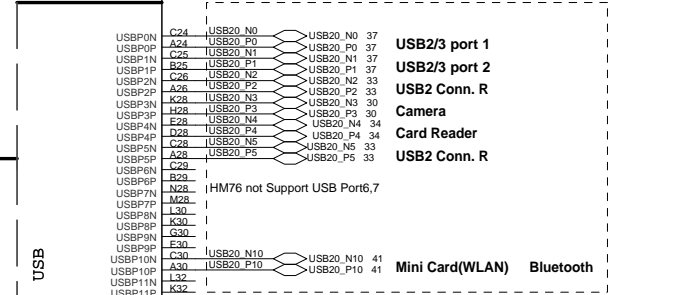 USBP0N C24 USB20_N0 USB20_N0 37
USBP0P A24 USB20_P0 USB20_P0 37 USB2/3 port 1
USBP1N C25 USB20_N1 USB20_N1 37
USBP1P B25 USB20_P1 USB20_P1 37 USB2/3 port 2
USBP2N C26 USB20_N2 USB20_N2 33
USBP2P A26 USB20_P2 USB20_P2 33 USB2 Conn. R
USBP3N K28 USB20_N3 USB20_N3 30
USBP3P H28 USB20_P3 USB20_P3 30 Camera
USBP4N E28 USB20_N4 USB20_N4 34
USBP4P D28 USB20_P4 USB20_P4 34 Card Reader
USBP5N C28 USB20_N5 USB20_N5 33
USBP5P A28 USB20_P5 USB20_P5 33 USB2 Conn. R
USBP6N C29
USBP6P B29
USBP7N N28 HM76 not Support USB Port6,7
USBP7P M28
USBP8N L30
USBP8P K30
USBP9N G30
USBP9P E30
USBP10N C30 USB20_N10 USB20_N10 41
USBP10P A30 USB20_P10 USB20_P10 41 Mini Card(WLAN) Bluetooth
USBP11N L32
USBP11P K32
USB